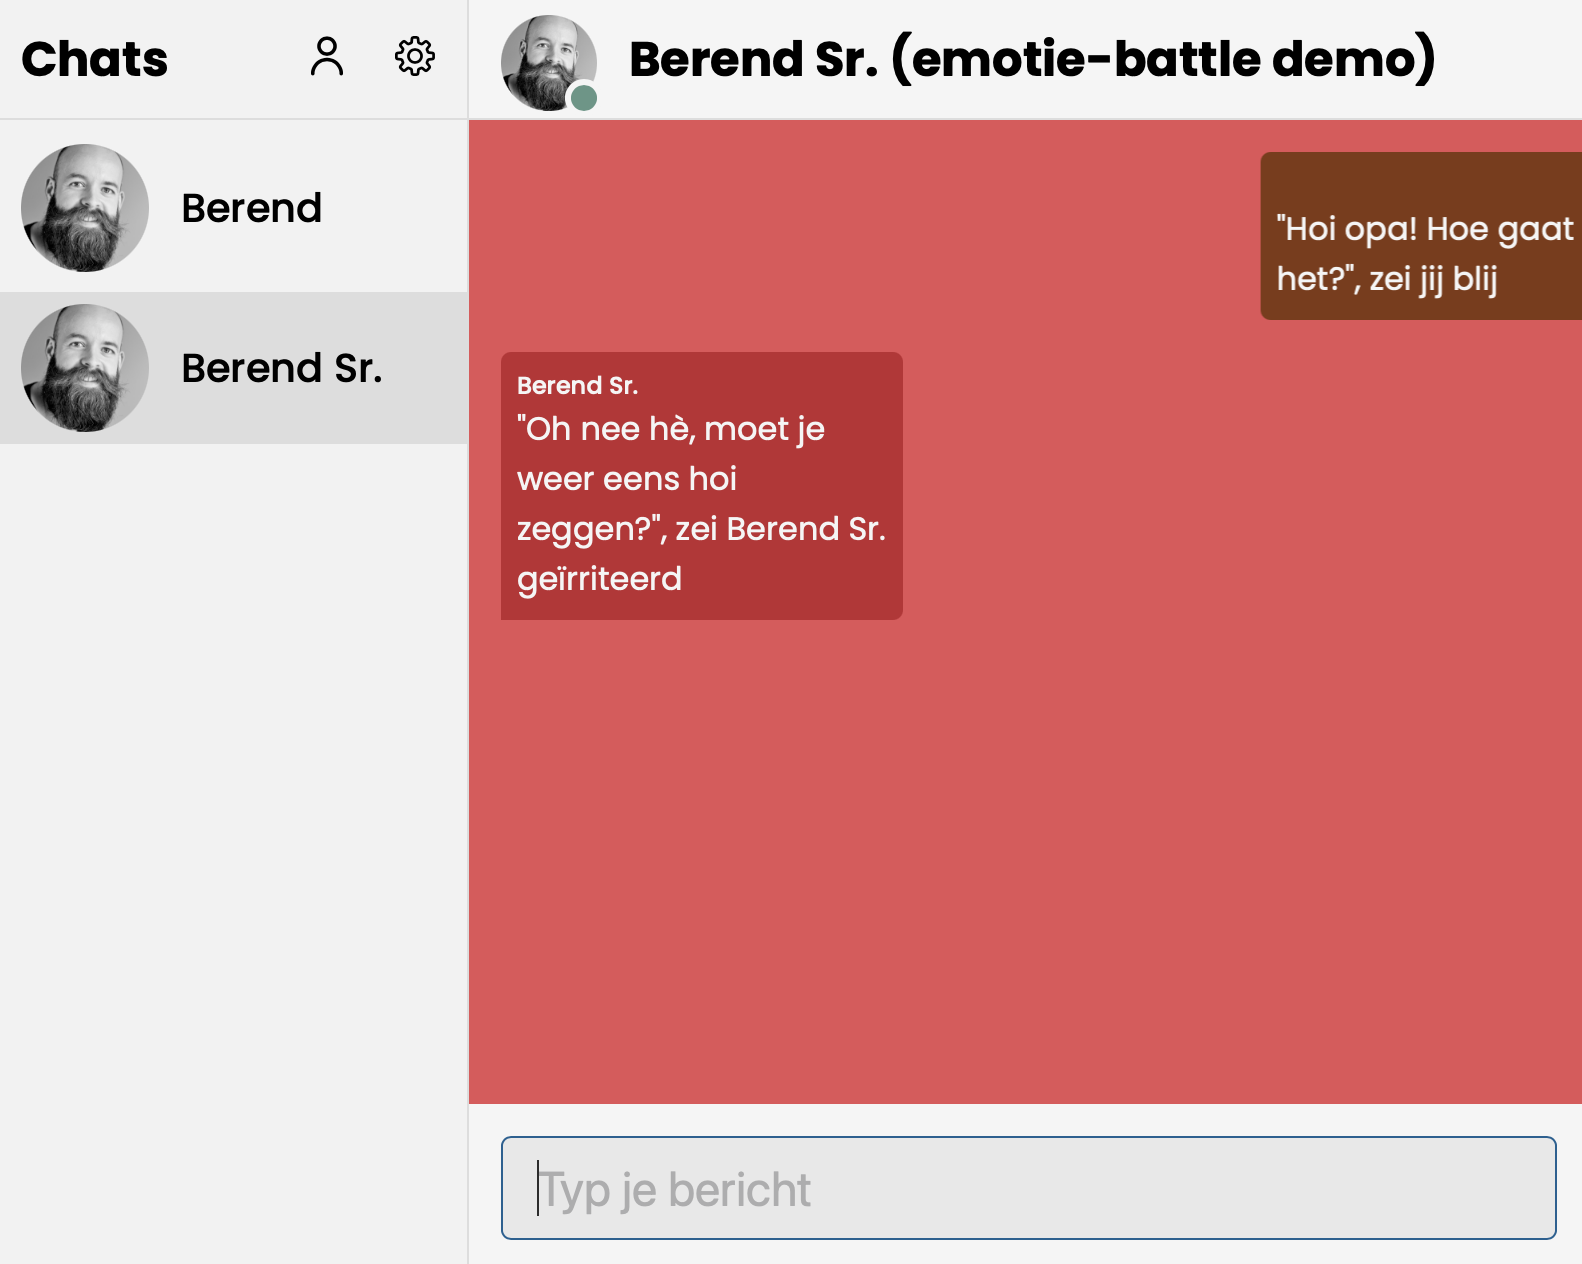 Chats
Berend Sr. (emotie-battle demo)
Berend
Berend Sr.
"Hoi opa! Hoe gaat
het?", zei jij blij
Berend Sr.
"Oh nee hè, moet je
weer eens hoi
zeggen?", zei Berend Sr.
geïrriteerd
Typ je bericht